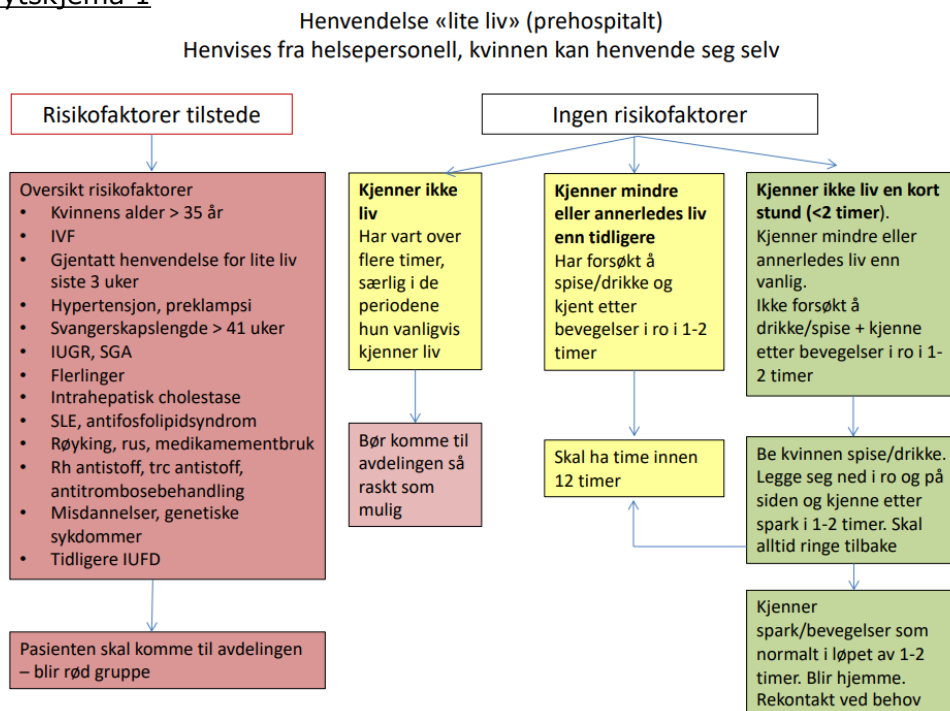 Henvendelse «lite liv» (prehospitalt)
Henvises fra helsepersonell, kvinnen kan henvende seg selv
Risikofaktorer tilstede
Ingen risikofaktorer
Oversikt risikofaktorer
• Kvinnens alder > 35 år
• IVF
• Gjentatt henvendelse for lite liv
siste 3 uker
• Hypertensjon, preklampsi
• Svangerskapslengde > 41 uker
• IUGR, SGA
• Flerlinger
• Intrahepatisk cholestase
• SLE, antifosfolipidsyndrom
• Røyking, rus, medikamementbruk
• Rh antistoff, trc antistoff,
antitrombosebehandling
• Misdannelser, genetiske
sykdommer
• Tidligere IUFD
Pasienten skal komme til avdelingen
– blir rød gruppe
Kjenner ikke
liv
Har vart over
flere timer,
særlig i de
periodene
hun vanligvis
kjenner liv
Bør komme til
avdelingen så
raskt som
mulig
Kjenner mindre
eller annerledes liv
enn tidligere
Har forsøkt å
spise/drikke og
kjent etter
bevegelser i ro i 1-2
timer
Skal ha time innen
12 timer
Kjenner ikke liv en kort
stund (<2 timer).
Kjenner mindre eller
annerledes liv enn
vanlig.
Ikke forsøkt å
drikke/spise + kjenne
etter bevegelser i ro i 1-
2 timer
Be kvinnen spise/drikke.
Legge seg ned i ro og på
siden og kjenne etter
spark i 1-2 timer. Skal
alltid ringe tilbake
Kjenner
spark/bevegelser som
normalt i løpet av 1-2
timer. Blir hjemme.
Rekontakt ved behov